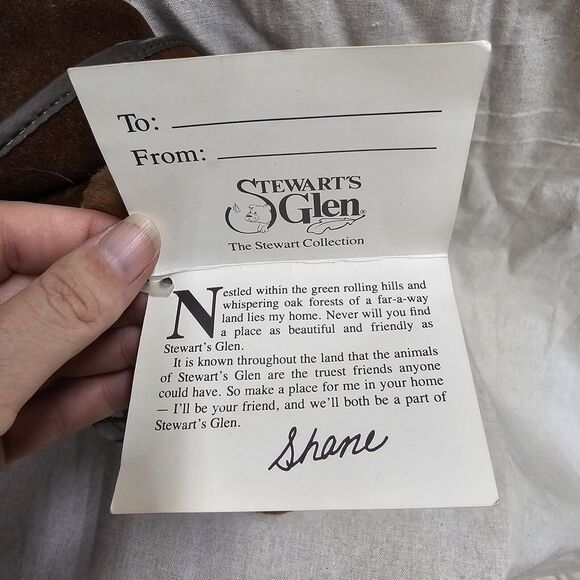 To:
From:
STEWART'S
Glen®
The Stewart Collection
Nestled within the green rolling hills and
whispering oak forests of a far-a-way
land lies my home. Never will you find
a place as beautiful and friendly as
Stewart's Glen.
It is known throughout the land that the animals
of Stewart's Glen are the truest friends anyone
could have. So make a place for me in your home
— I'll be your friend, and we'll both be a part of
Stewart's Glen.
Shane